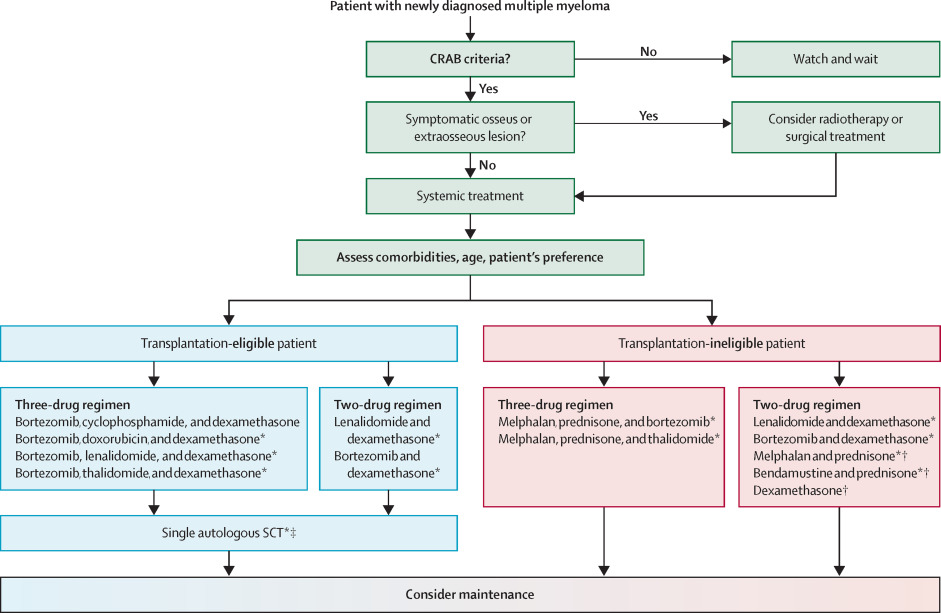 Patient with newly diagnosed multiple myeloma
CRAB criteria?
No
Watch and wait
Yes
Symptomatic osseus or
extraosseous lesion?
Yes
Consider radiotherapy or
surgical treatment
No
Systemic treatment
Assess comorbidities, age, patient's preference
Transplantation-eligible patient
Transplantation-ineligible patient
Three-drug regimen
Bortezomib, cyclophosphamide, and dexamethasone
Bortezomib, doxorubicin, and dexamethasone*
Bortezomib, lenalidomide, and dexamethasone*
Bortezomib, thalidomide, and dexamethasone*
Two-drug regimen
Lenalidomide and
dexamethasone*
Bortezomib and
dexamethasone*
Three-drug regimen
Melphalan, prednisone, and bortezomib*
Melphalan, prednisone, and thalidomide*
Two-drug regimen
Lenalidomide and dexamethasone*
Bortezomib and dexamethasone*
Melphalan and prednisone*†
Bendamustine and prednisone*†
Dexamethasone†
Single autologous SCT*‡
Consider maintenance